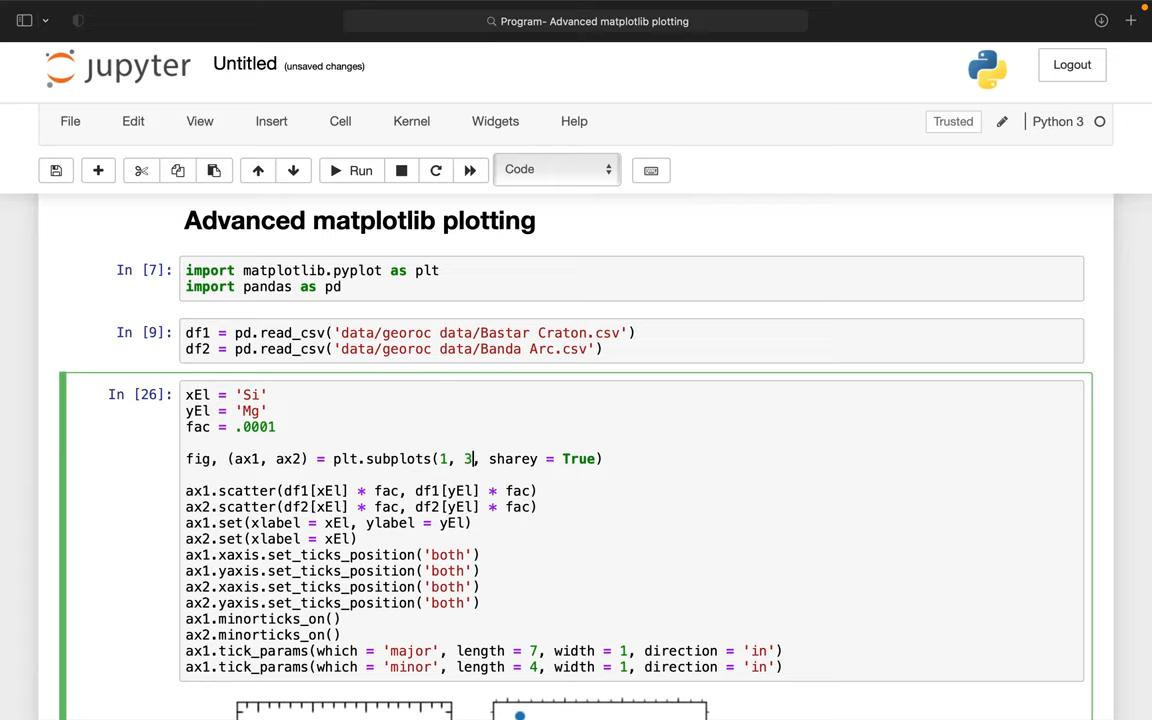 Program- Advanced matplotlib plotting
jupyter Untitled (unsaved changes)
Logout
File Edit View Insert Cell Kernel Widgets Help
Trusted Python 3
Run Code
Advanced matplotlib plotting
In [7]: import matplotlib.pyplot as plt
import pandas as pd
In [9]: df1 = pd.read_csv('data/georoc data/Bastar Craton.csv')
df2 = pd.read_csv('data/georoc data/Banda Arc.csv')
In [26]: xEl = 'Si'
yEl = 'Mg'
fac = .0001
fig, (ax1, ax2) = plt.subplots(1, 3, sharey = True)
ax1.scatter(df1[xEl] * fac, df1[yEl] * fac)
ax2.scatter(df2[xEl] * fac, df2[yEl] * fac)
ax1.set(xlabel = xEl, ylabel = yEl)
ax2.set(xlabel = xEl)
ax1.xaxis.set_ticks_position('both')
ax1.yaxis.set_ticks_position('both')
ax2.xaxis.set_ticks_position('both')
ax2.yaxis.set_ticks_position('both')
ax1.minorticks_on()
ax2.minorticks_on()
ax1.tick_params(which = 'major', length = 7, width = 1, direction = 'in')
ax1.tick_params(which = 'minor', length = 4, width = 1, direction = 'in')